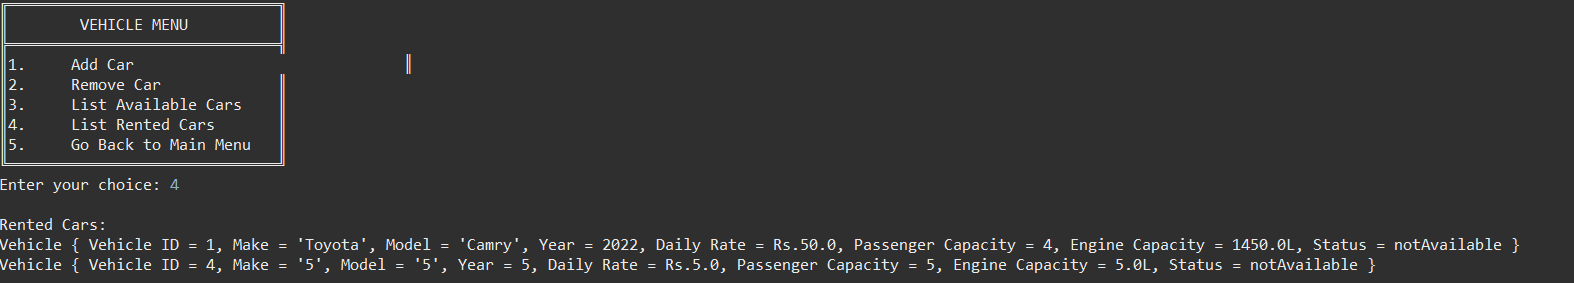 VEHICLE MENU
1. Add Car
2. Remove Car
3. List Available Cars
4. List Rented Cars
5. Go Back to Main Menu
Enter your choice: 4
Rented Cars:
Vehicle { Vehicle ID = 1, Make = 'Toyota', Model = 'Camry', Year = 2022, Daily Rate = Rs.50.0, Passenger Capacity = 4, Engine Capacity = 1450.0L, Status = notAvailable }
Vehicle { Vehicle ID = 4, Make = '5', Model = '5', Year = 5, Daily Rate = Rs.5.0, Passenger Capacity = 5, Engine Capacity = 5.0L, Status = notAvailable }